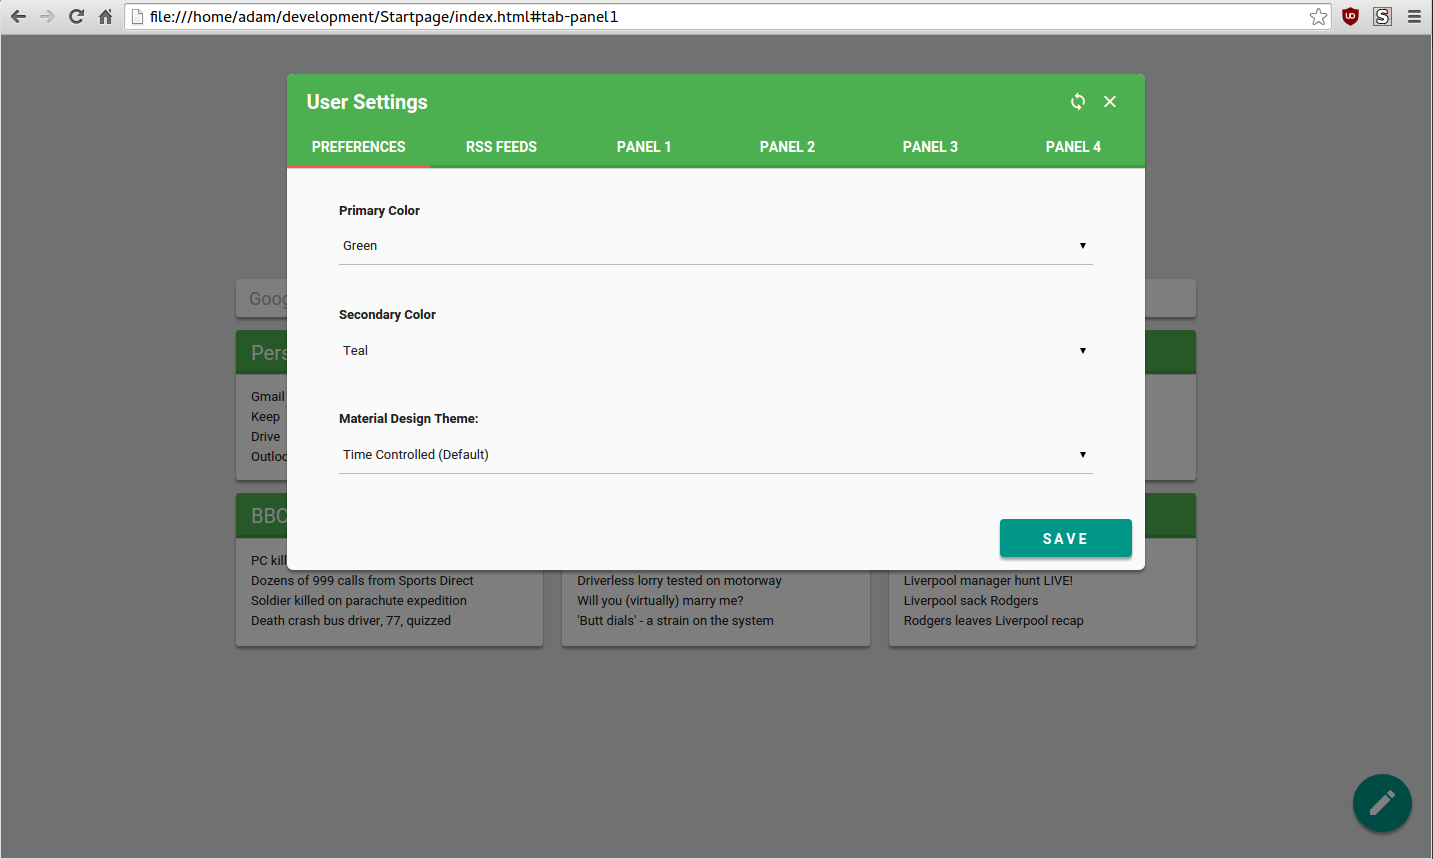 file:///home/adam/development/Startpage/index.html#tab-panel1
User Settings
PREFERENCES RSS FEEDS PANEL 1 PANEL 2 PANEL 3 PANEL 4
Primary Color
Green
Secondary Color
Teal
Material Design Theme:
Time Controlled (Default)
SAVE
Goog
Pers
Gmail
Keep
Drive
Outloo
BBC
PC kill
Dozens of 999 calls from Sports Direct
Soldier killed on parachute expedition
Death crash bus driver, 77, quizzed
Driverless lorry tested on motorway
Will you (virtually) marry me?
'Butt dials' - a strain on the system
Liverpool manager hunt LIVE!
Liverpool sack Rodgers
Rodgers leaves Liverpool recap